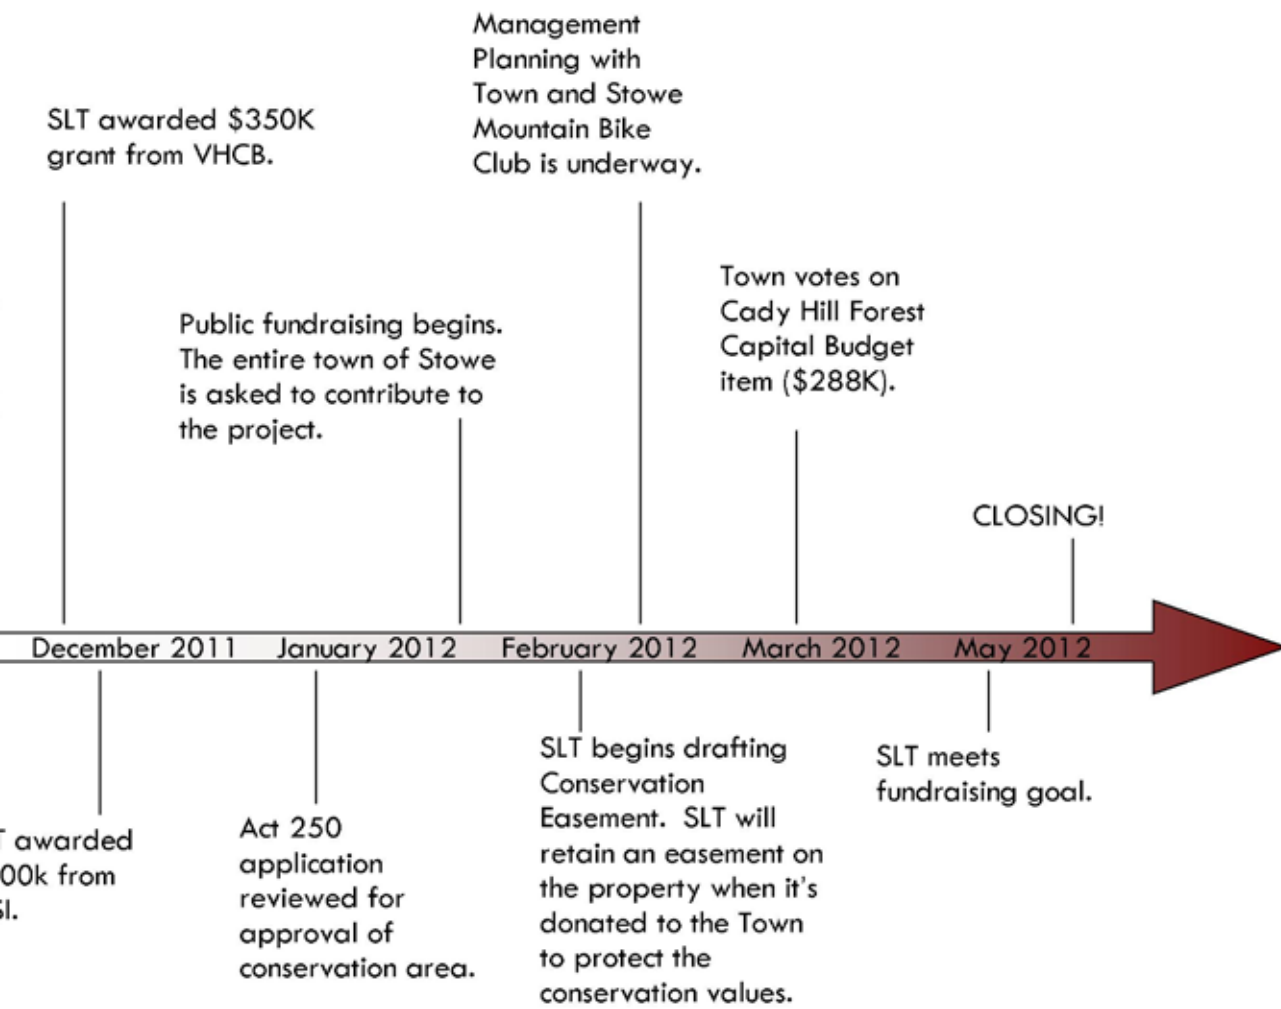 Management
Planning with
Town and Stowe
Mountain Bike
Club is underway.
SLT awarded $350K
grant from VHCB.
Town votes on
Cady Hill Forest
Capital Budget
item ($288K).
Public fundraising begins.
The entire town of Stowe
is asked to contribute to
the project.
CLOSING!
December 2011 January 2012 February 2012 March 2012 May 2012
SLT begins drafting
Conservation
Easement. SLT will
retain an easement on
the property when it's
donated to the Town
to protect the
conservation values.
SLT meets
fundraising goal.
awarded
00k from
Act 250
application
reviewed for
approval of
conservation area.